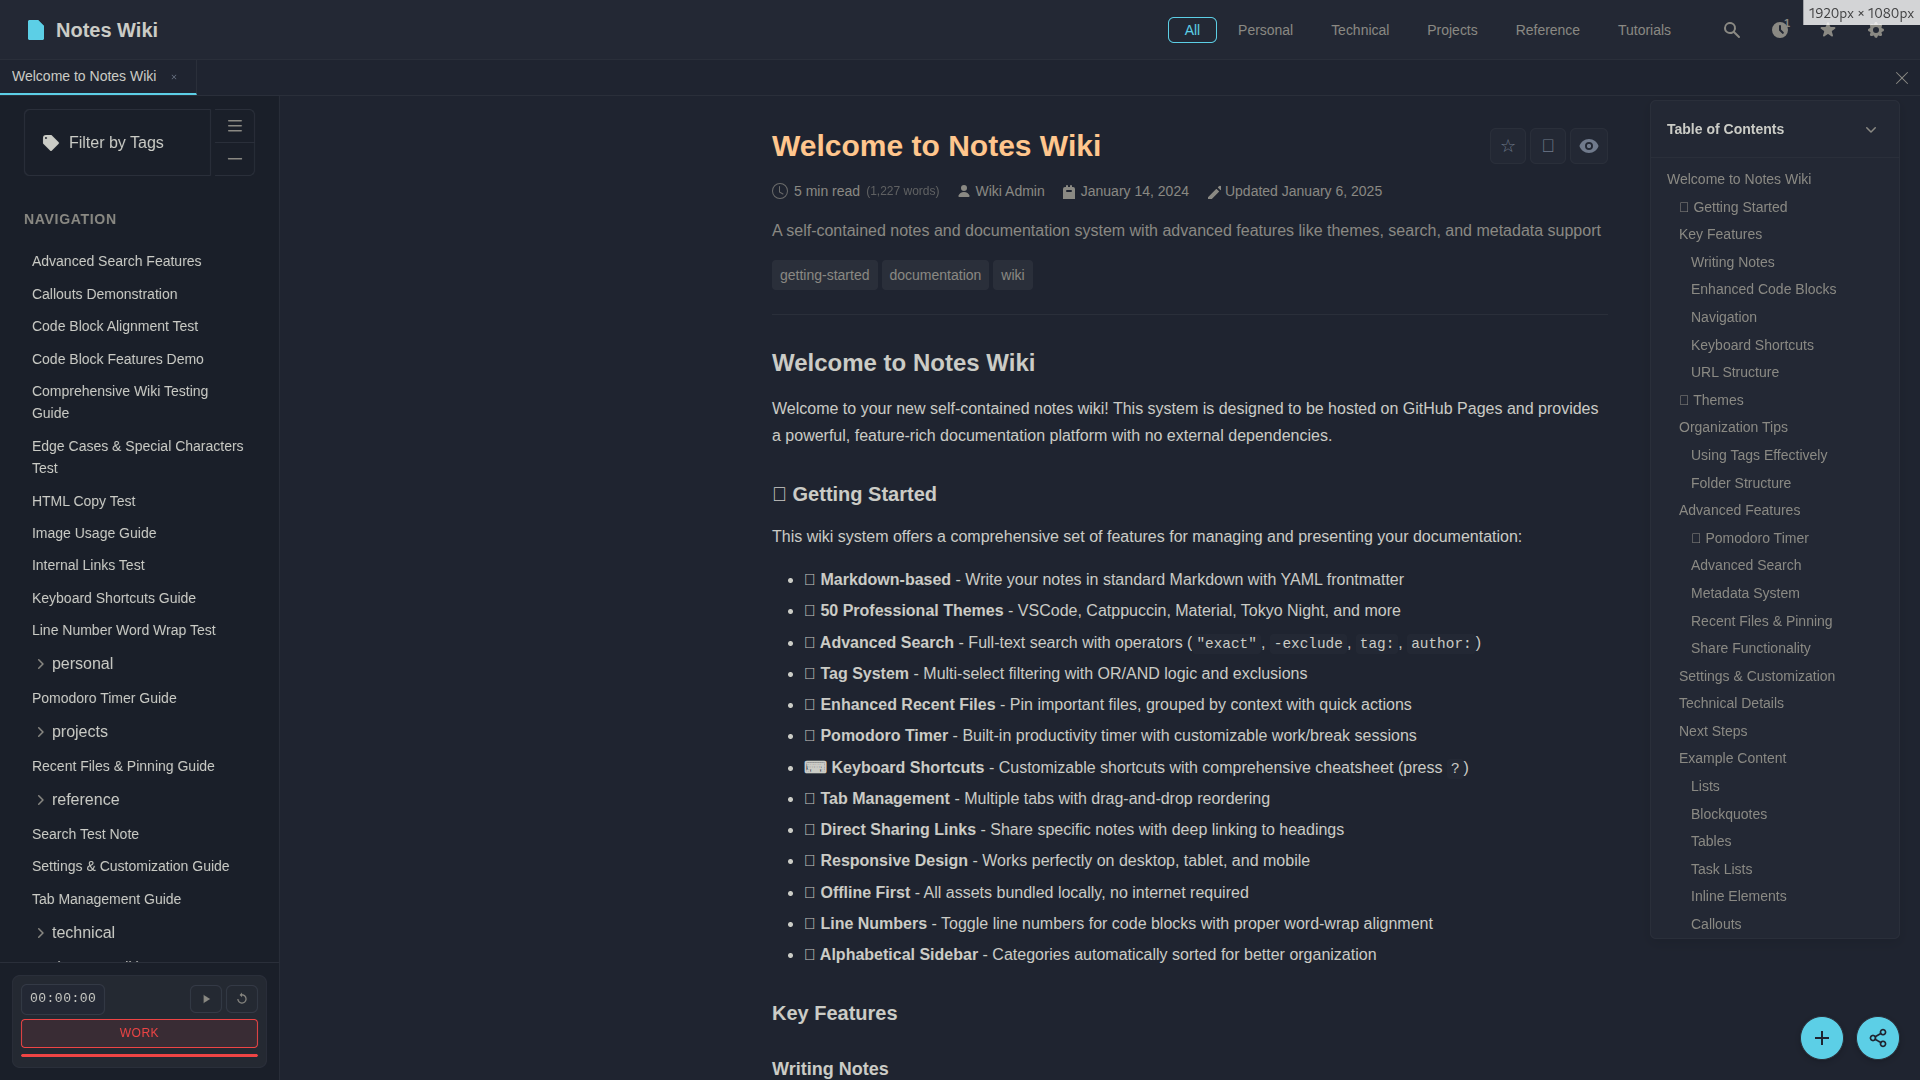 Notes Wiki
All
Personal
Technical
Projects
Reference
Tutorials
1
1920px × 1080px
Welcome to Notes Wiki ×
Filter by Tags
NAVIGATION
Advanced Search Features
Callouts Demonstration
Code Block Alignment Test
Code Block Features Demo
Comprehensive Wiki Testing
Guide
Edge Cases & Special Characters
Test
HTML Copy Test
Image Usage Guide
Internal Links Test
Keyboard Shortcuts Guide
Line Number Word Wrap Test
personal
Pomodoro Timer Guide
projects
Recent Files & Pinning Guide
reference
Search Test Note
Settings & Customization Guide
Tab Management Guide
technical
00:00:00
WORK
Welcome to Notes Wiki
5 min read (1,227 words) Wiki Admin January 14, 2024 Updated January 6, 2025
A self-contained notes and documentation system with advanced features like themes, search, and metadata support
getting-started documentation wiki
Welcome to Notes Wiki
Welcome to your new self-contained notes wiki! This system is designed to be hosted on GitHub Pages and provides
a powerful, feature-rich documentation platform with no external dependencies.
Getting Started
This wiki system offers a comprehensive set of features for managing and presenting your documentation:
• Markdown-based - Write your notes in standard Markdown with YAML frontmatter
• 50 Professional Themes - VSCode, Catppuccin, Material, Tokyo Night, and more
• Advanced Search - Full-text search with operators ("exact", -exclude, tag:, author:)
• Tag System - Multi-select filtering with OR/AND logic and exclusions
• Enhanced Recent Files - Pin important files, grouped by context with quick actions
• Pomodoro Timer - Built-in productivity timer with customizable work/break sessions
• ⌨ Keyboard Shortcuts - Customizable shortcuts with comprehensive cheatsheet (press ?)
• Tab Management - Multiple tabs with drag-and-drop reordering
• Direct Sharing Links - Share specific notes with deep linking to headings
• Responsive Design - Works perfectly on desktop, tablet, and mobile
• Offline First - All assets bundled locally, no internet required
• Line Numbers - Toggle line numbers for code blocks with proper word-wrap alignment
• Alphabetical Sidebar - Categories automatically sorted for better organization
Key Features
Writing Notes
Table of Contents
Welcome to Notes Wiki
Getting Started
Key Features
Writing Notes
Enhanced Code Blocks
Navigation
Keyboard Shortcuts
URL Structure
Themes
Organization Tips
Using Tags Effectively
Folder Structure
Advanced Features
Pomodoro Timer
Advanced Search
Metadata System
Recent Files & Pinning
Share Functionality
Settings & Customization
Technical Details
Next Steps
Example Content
Lists
Blockquotes
Tables
Task Lists
Inline Elements
Callouts